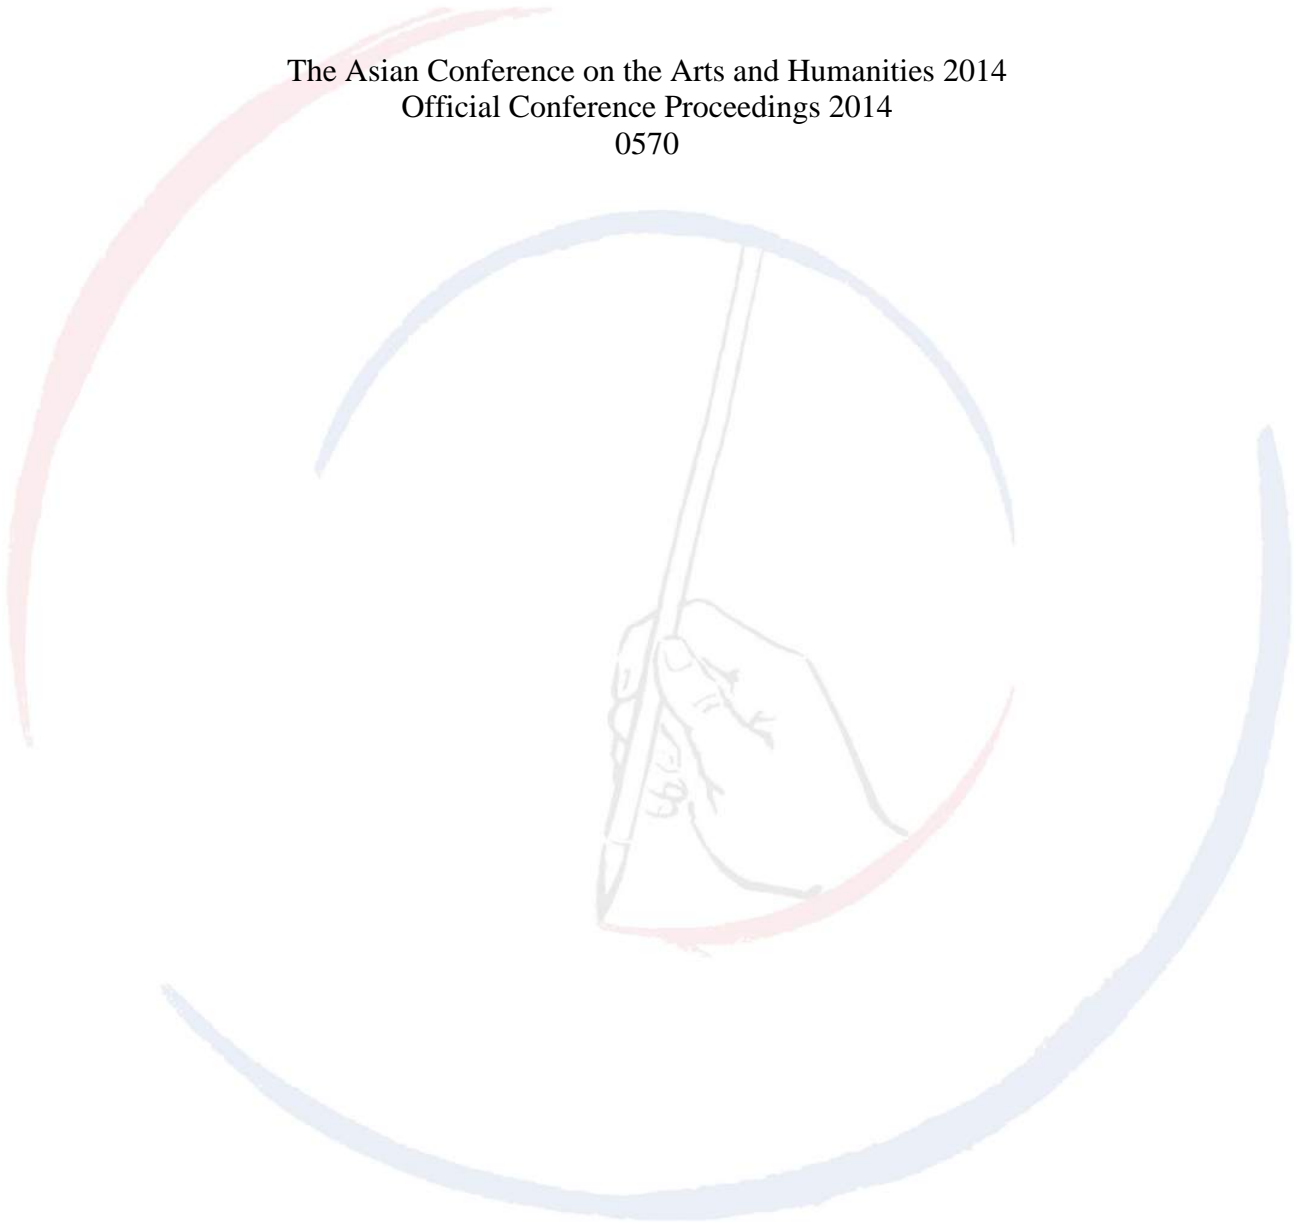 The Asian Conference on the Arts and Humanities 2014
Official Conference Proceedings 2014
0570